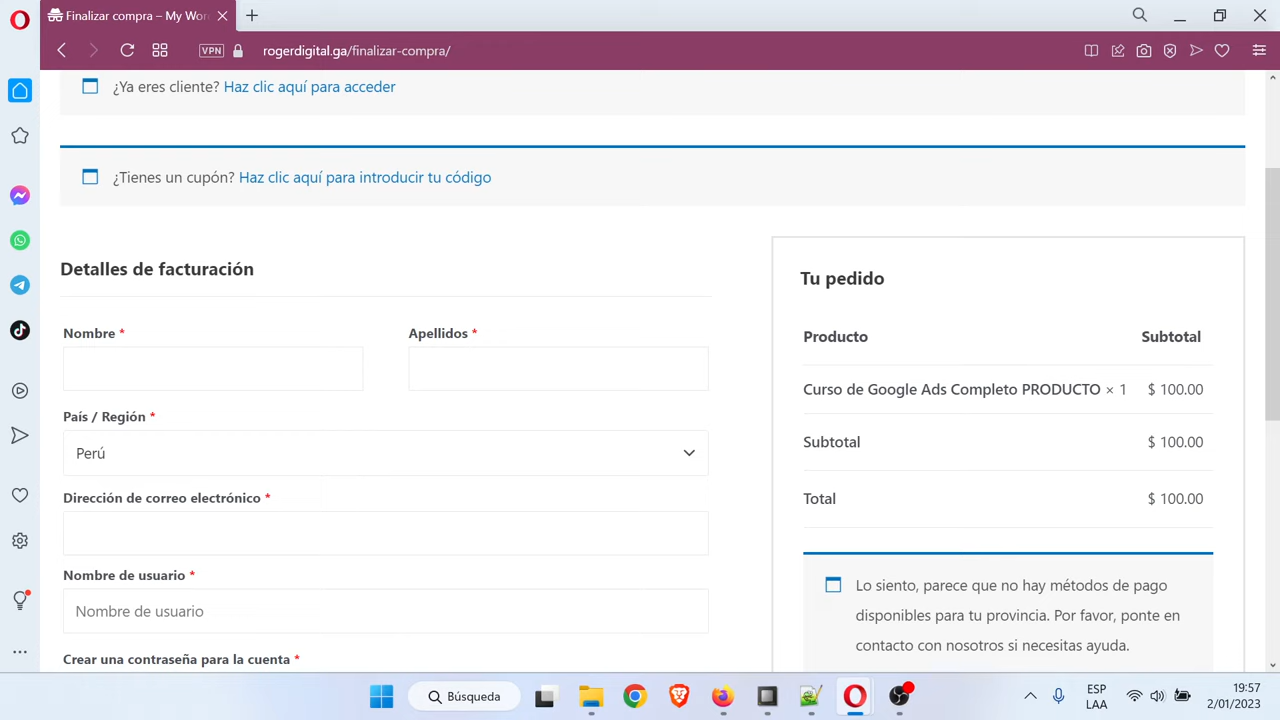 Finalizar compra – My Wor
VPN
rogerdigital.ga/finalizar-compra/
¿Ya eres cliente? Haz clic aquí para acceder
¿Tienes un cupón? Haz clic aquí para introducir tu código
Detalles de facturación
Nombre *
Apellidos *
País / Región *
Perú
Dirección de correo electrónico *
Nombre de usuario *
Nombre de usuario
Crear una contraseña para la cuenta *
Tu pedido
Producto Subtotal
Curso de Google Ads Completo PRODUCTO × 1 $ 100.00
Subtotal $ 100.00
Total $ 100.00
Lo siento, parece que no hay métodos de pago
disponibles para tu provincia. Por favor, ponte en
contacto con nosotros si necesitas ayuda.
Búsqueda
ESP
LAA
19:57
2/01/2023